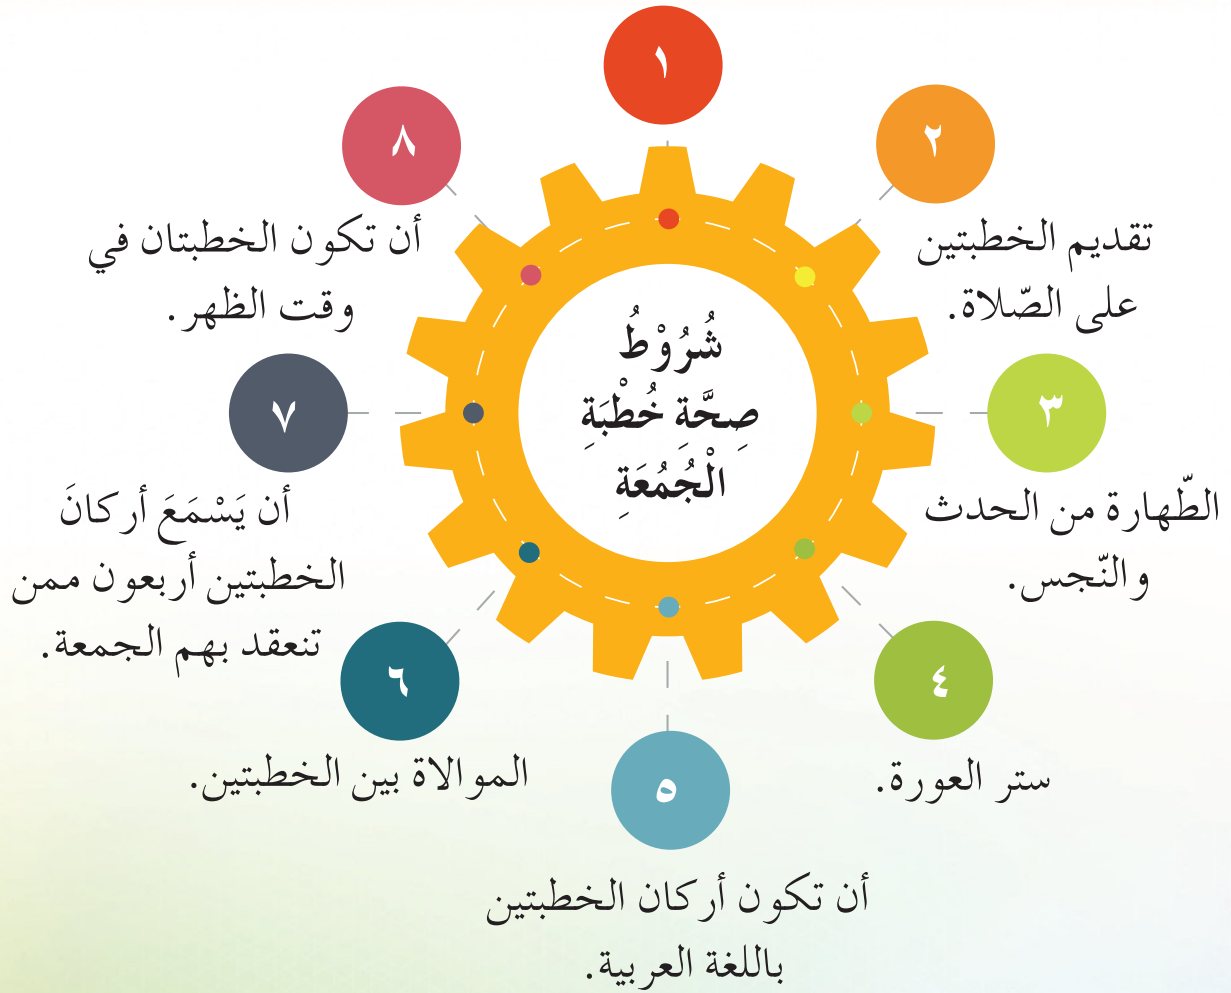 شُرُوْطُ
صِحَّةِ خُطْبَةِ
الْجُمُعَةِ
١
٢
تقديم الخطبتين
على الصّلاة.
٣
الطّهارة من الحدث
والنّجس.
٤
ستر العورة.
٥
أن تكون أركان الخطبتين
باللغة العربية.
٦
الموالاة بين الخطبتين.
٧
أن يَسْمَعَ أركانَ
الخطبتين أربعون ممن
تنعقد بهم الجمعة.
٨
أن تكون الخطبتان في
وقت الظهر.